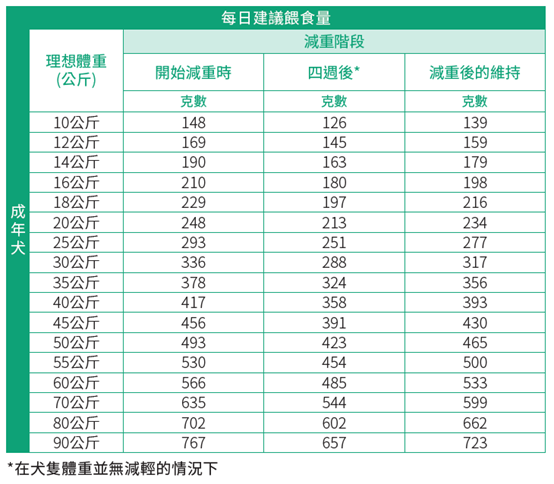 每日建議餵食量
成年犬
理想體重
(公斤)
減重階段
開始減重時 四週後* 減重後的維持
克數 克數 克數
10公斤 148 126 139
12公斤 169 145 159
14公斤 190 163 179
16公斤 210 180 198
18公斤 229 197 216
20公斤 248 213 234
25公斤 293 251 277
30公斤 336 288 317
35公斤 378 324 356
40公斤 417 358 393
45公斤 456 391 430
50公斤 493 423 465
55公斤 530 454 500
60公斤 566 485 533
70公斤 635 544 599
80公斤 702 602 662
90公斤 767 657 723
*在犬隻體重並無減輕的情況下